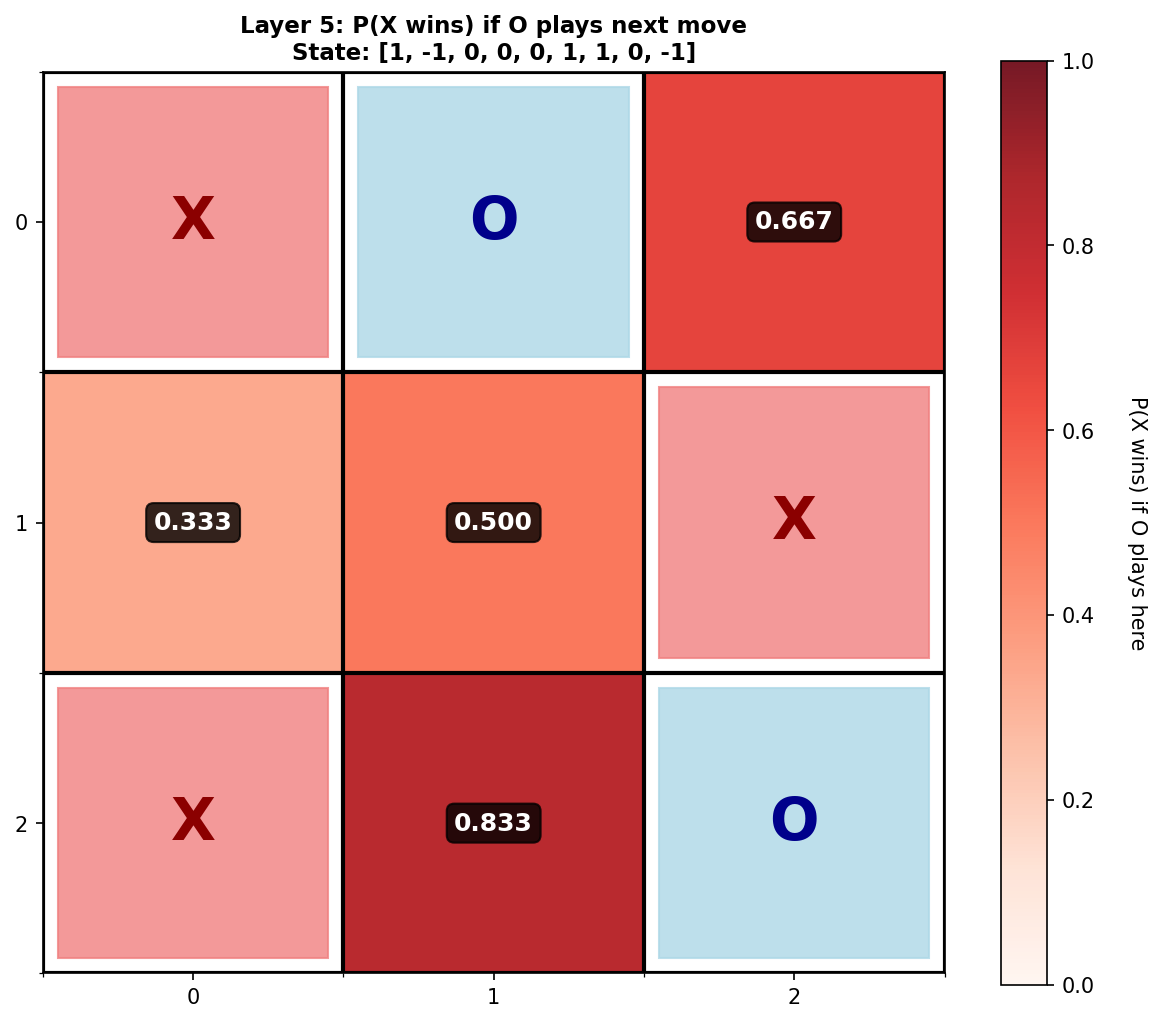 Layer 5: P(X wins) if O plays next move
State: [1, -1, 0, 0, 0, 1, 1, 0, -1]
X
O
0.667
0.333
0.500
X
X
0.833
O
0
1
2
0
1
2
1.0
0.8
0.6
0.4
0.2
0.0
P(X wins) if O plays here